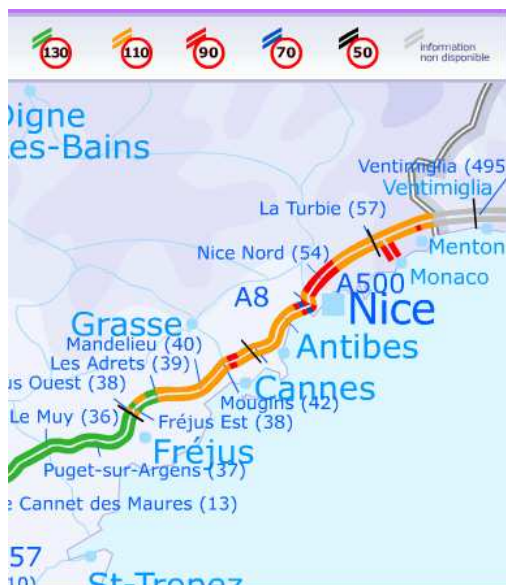 130
110
90
70
50
information
non disponible
Digne
es-Bains
Ventimiglia (495
Ventimiglia
La Turbie (57)
Menton
Nice Nord (54)
Monaco
A500
A8
Nice
Grasse
Mandelieu (40)
Antibes
Les Adrets (39)
us Ouest (38)
Cannes
Mougins (42)
Le Muy (36)
Fréjus Est (38)
Fréjus
Puget-sur-Argens (37)
e Cannet des Maures (13)
57
10)
St-Tropez